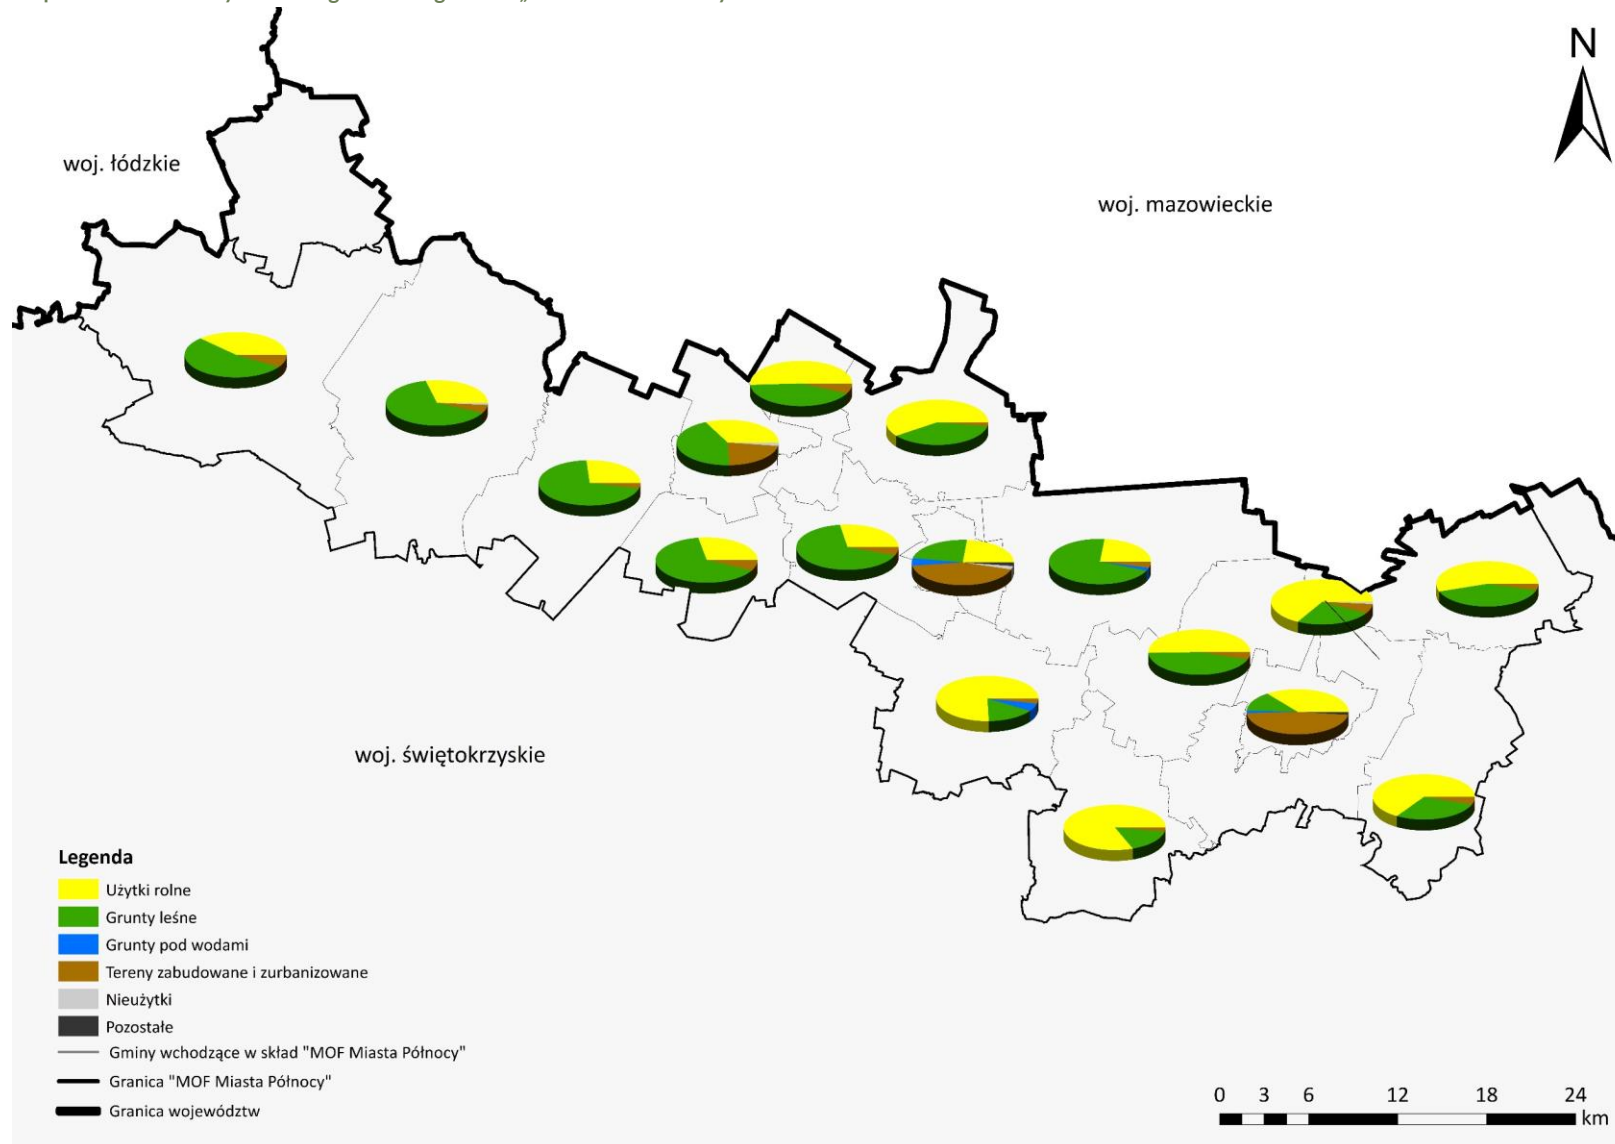 N
woj. łódzkie
woj. mazowieckie
woj. świętokrzyskie
Legenda
Użytki rolne
Grunty leśne
Grunty pod wodami
Tereny zabudowane i zurbanizowane
Nieużytki
Pozostałe
Gminy wchodzące w skład "MOF Miasta Północy"
Granica "MOF Miasta Północy"
Granica województw
0 3 6 12 18 24
km